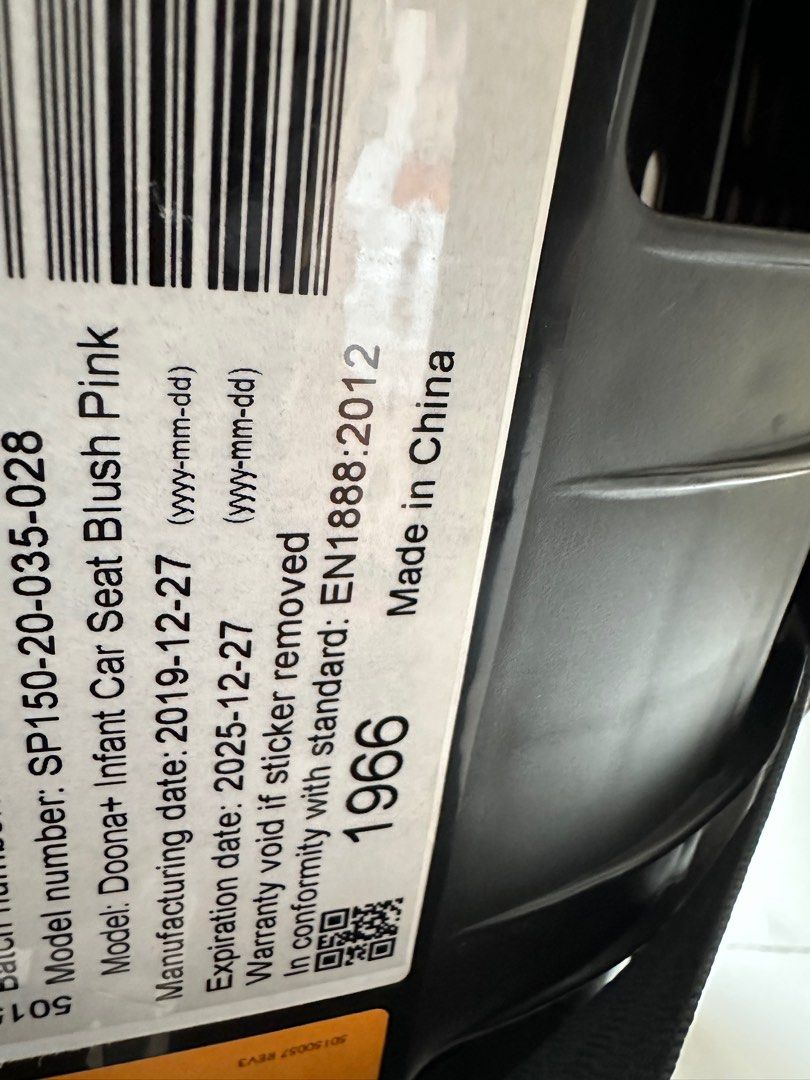 Model number: SP150-20-035-028
Model: Doona+ Infant Car Seat Blush Pink
Manufacturing date: 2019-12-27 (yyyy-mm-dd)
Expiration date: 2025-12-27 (yyyy-mm-dd)
Warranty void if sticker removed
In conformity with standard: EN1888:2012
1966 Made in China
50150057 REV3